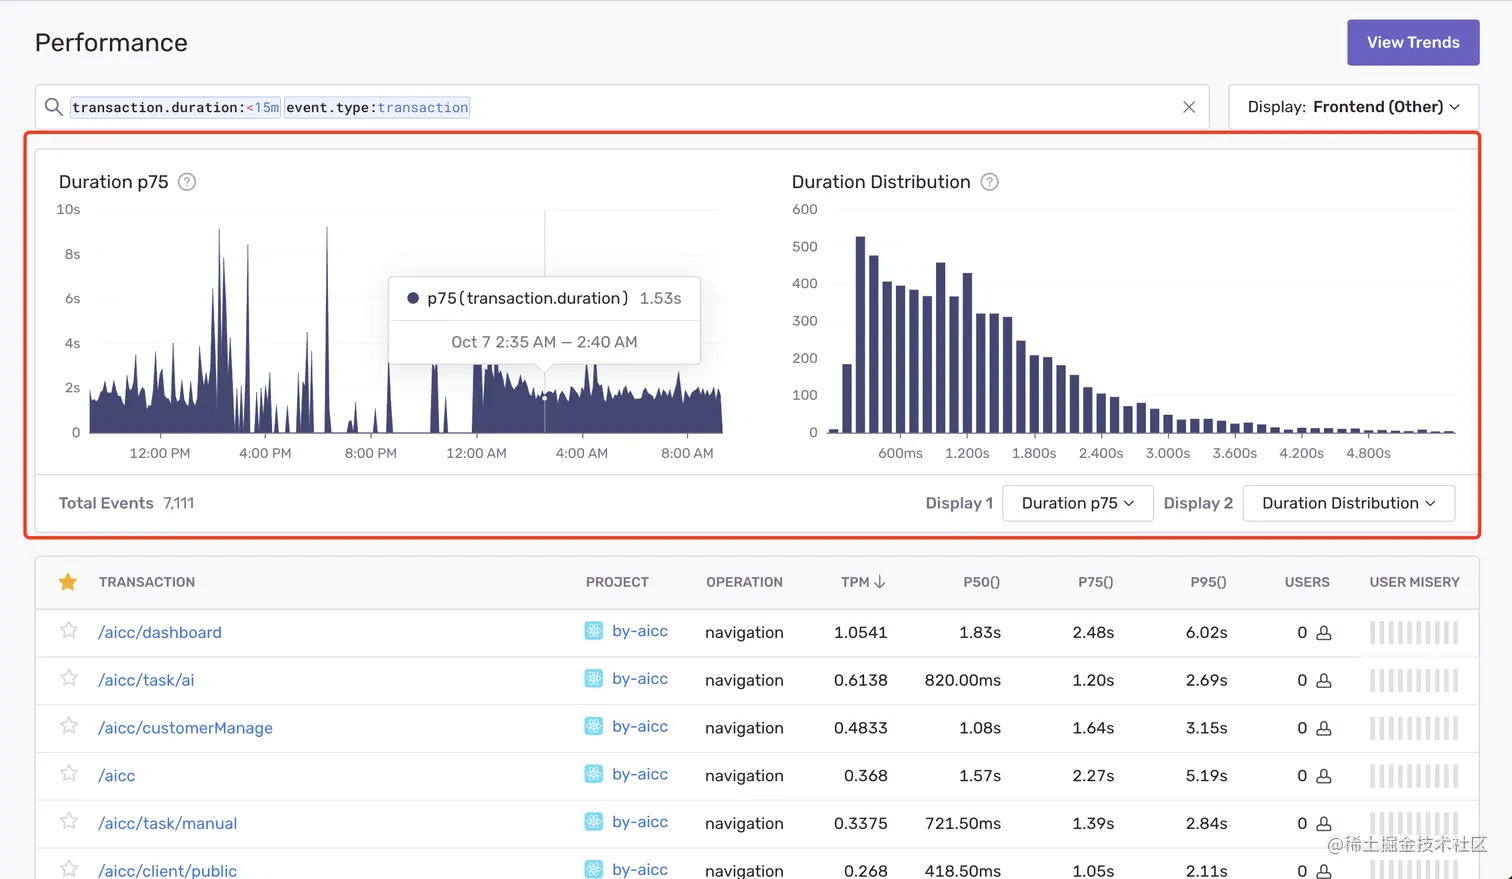 Performance
View Trends
transaction.duration:<15m event.type:transaction
Display: Frontend (Other)
Duration p75 ?
Duration Distribution ?
10s
8s
6s
4s
2s
0
p75(transaction.duration) 1.53s
Oct 7 2:35 AM — 2:40 AM
12:00 PM 4:00 PM 8:00 PM 12:00 AM 4:00 AM 8:00 AM
600
500
400
300
200
100
0
600ms 1.200s 1.800s 2.400s 3.000s 3.600s 4.200s 4.800s
Total Events 7,111
Display 1 Duration p75 Display 2 Duration Distribution
TRANSACTION PROJECT OPERATION TPM P50() P75() P95() USERS USER MISERY
/aicc/dashboard by-aicc navigation 1.0541 1.83s 2.48s 6.02s 0
/aicc/task/ai by-aicc navigation 0.6138 820.00ms 1.20s 2.69s 0
/aicc/customerManage by-aicc navigation 0.4833 1.08s 1.64s 3.15s 0
/aicc by-aicc navigation 0.368 1.57s 2.27s 5.19s 0
/aicc/task/manual by-aicc navigation 0.3375 721.50ms 1.39s 2.84s 0
@稀土掘金技术社区
/aicc/client/public by-aicc navigation 0.268 418.50ms 1.05s 2.11s 0